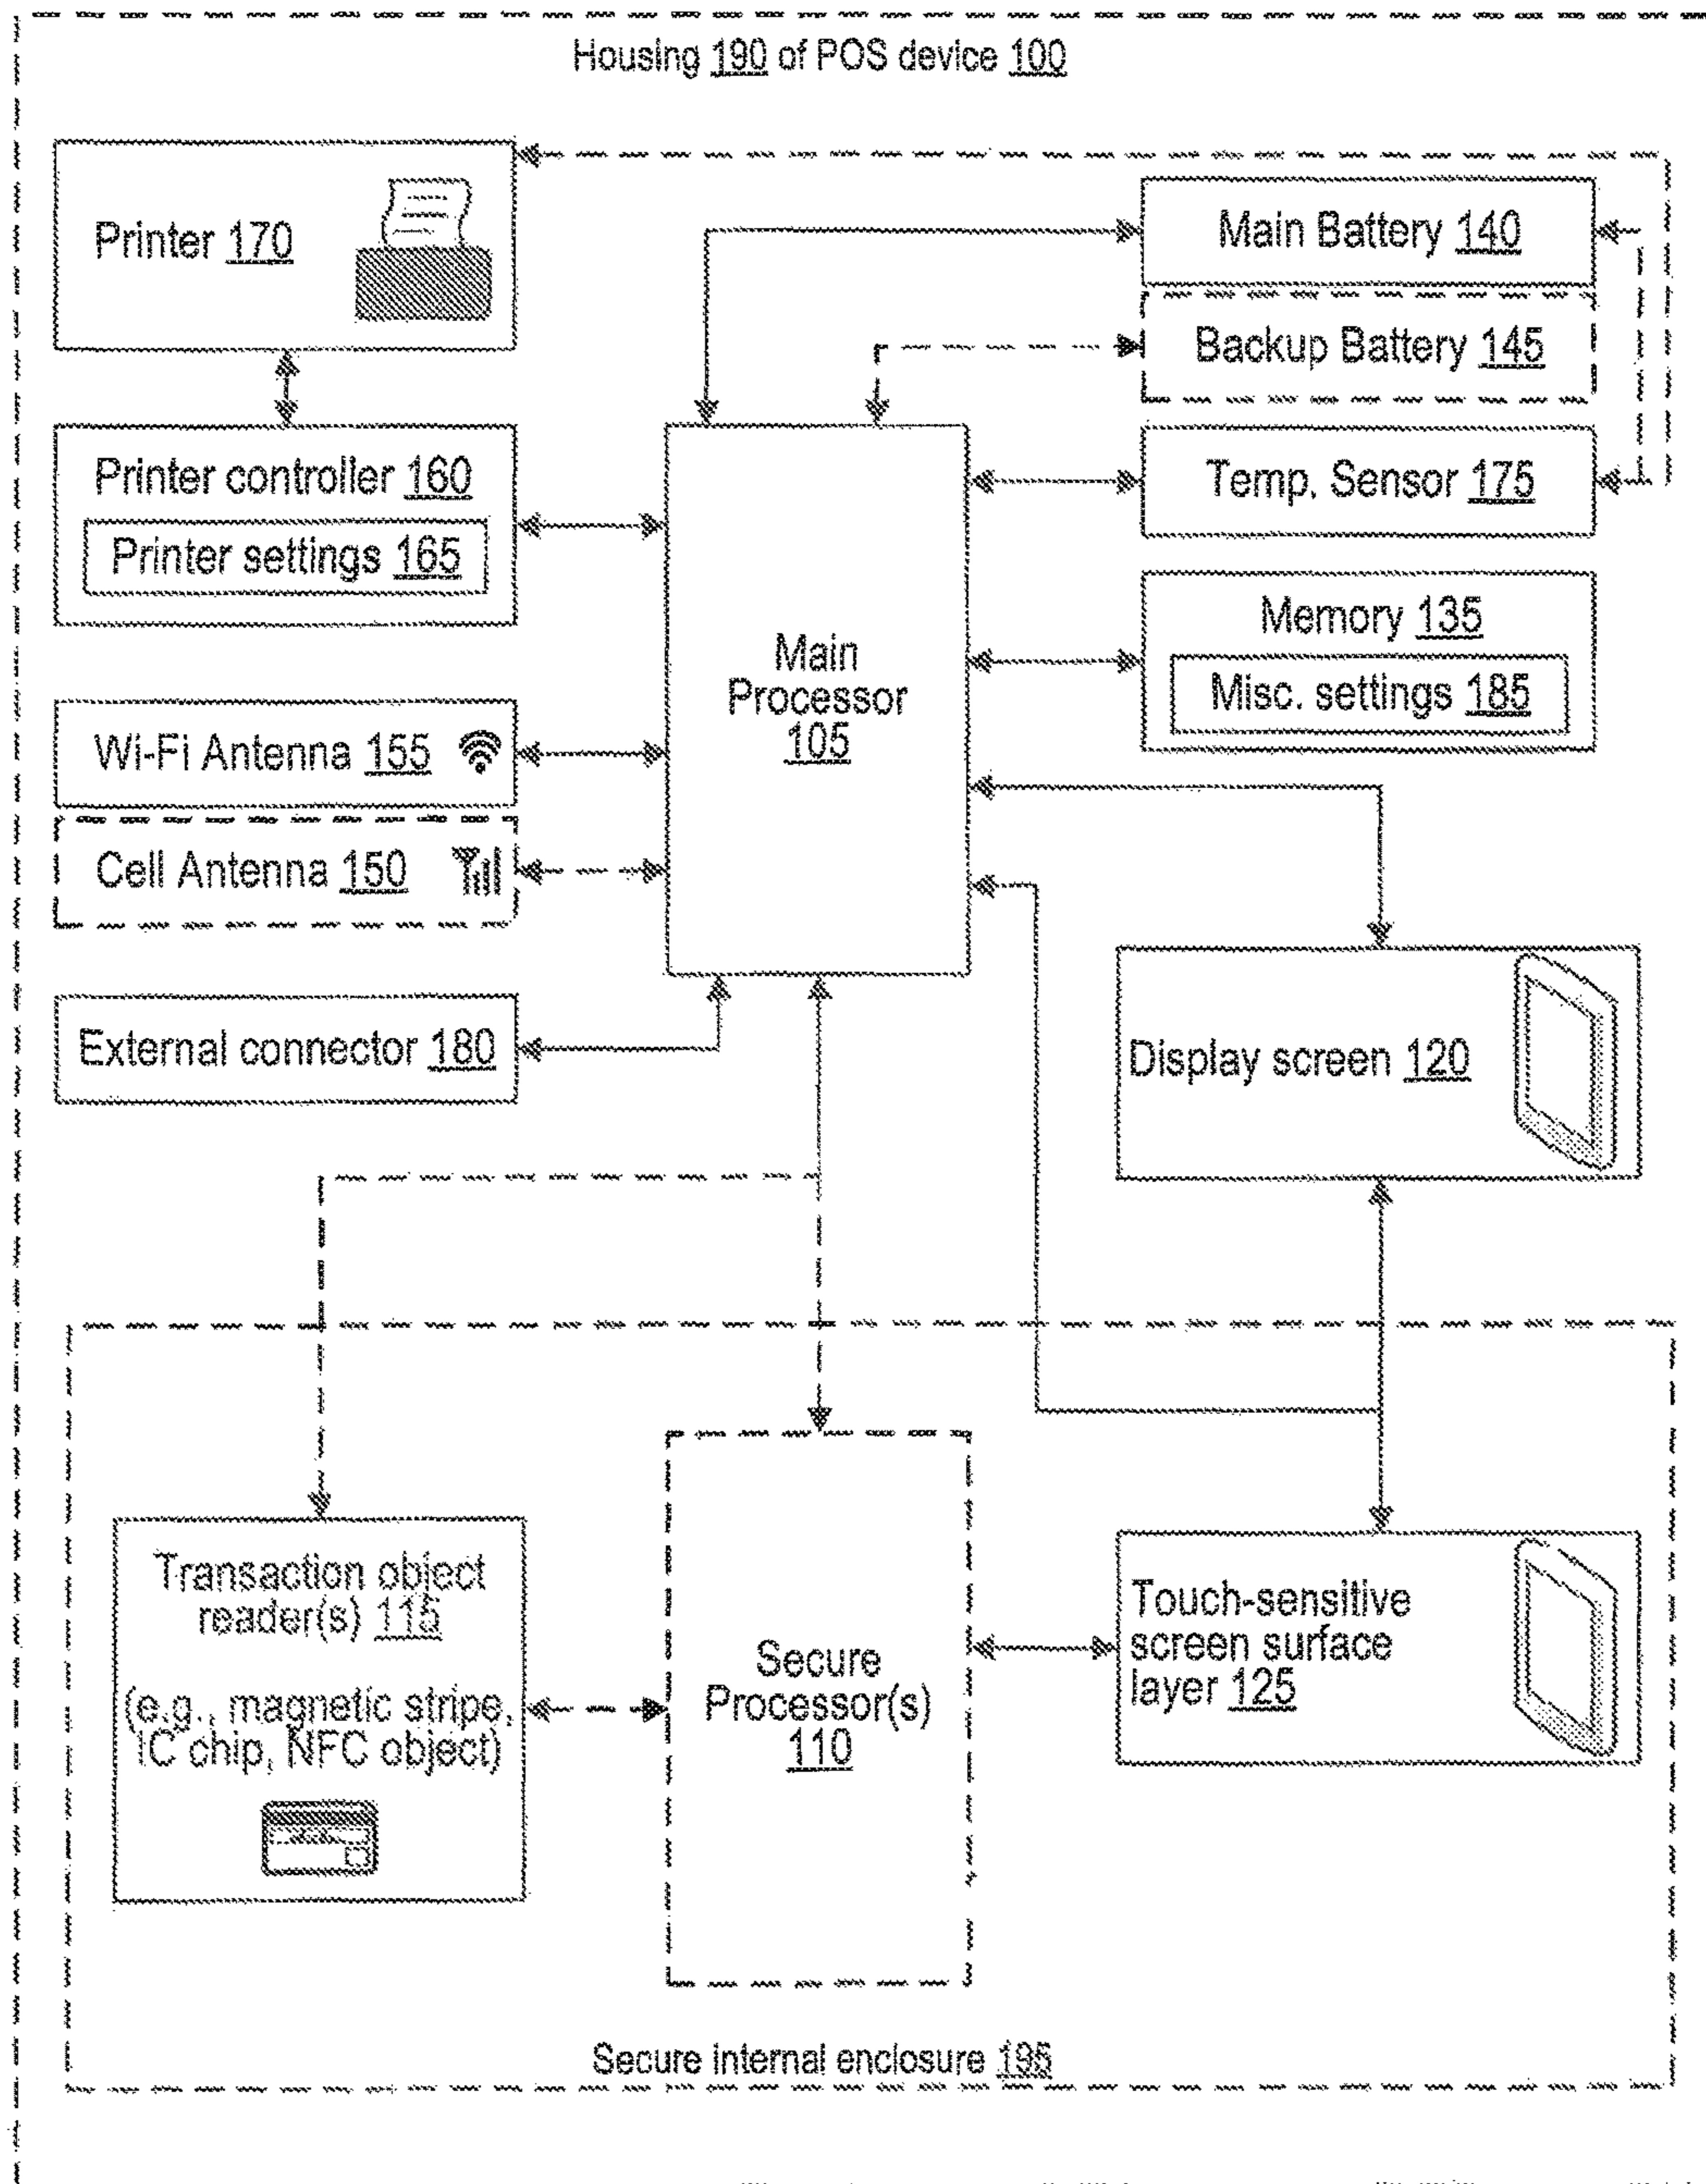 Housing 190 of POS device 100
Printer 170
Main Battery 140
Backup Battery 145
Printer controller 160
Printer settings 165
Temp. Sensor 175
Main
Processor
105
Memory 135
Misc. settings 185
Wi-Fi Antenna 155
Cell Antenna 150
External connector 180
Display screen 120
Transaction object
reader(s) 115
(e.g., magnetic stripe,
IC chip, NFC object)
Secure
Processor(s)
110
Touch-sensitive
screen surface
layer 125
Secure internal enclosure 195